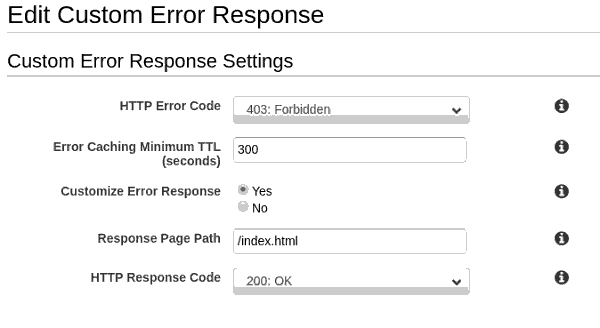 Edit Custom Error Response
Custom Error Response Settings
HTTP Error Code 403: Forbidden
Error Caching Minimum TTL
(seconds) 300
Customize Error Response Yes
No
Response Page Path /index.html
HTTP Response Code 200: OK